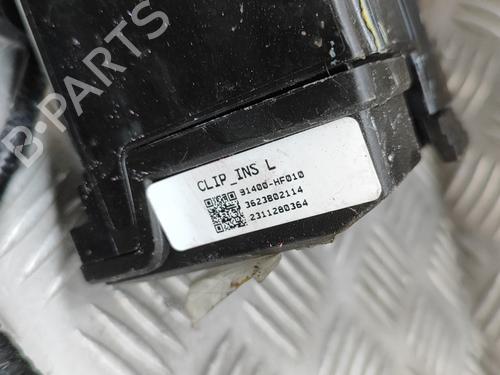 CLIP_INS L
91400-HF010
3623802114
2311280364
B-PARTS